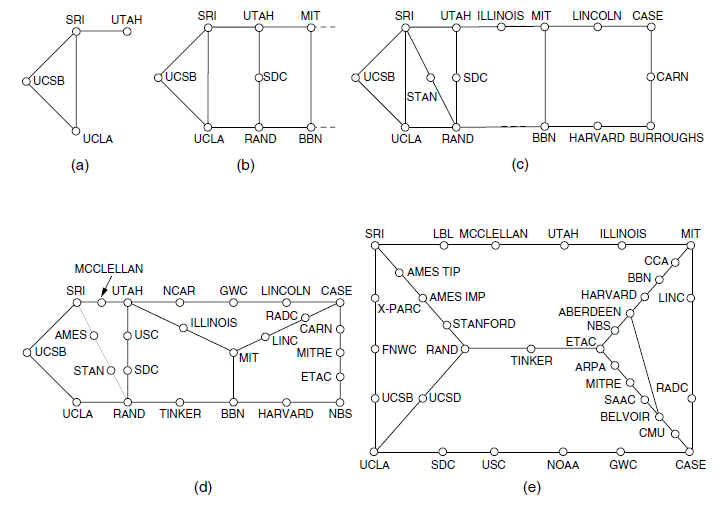 SRI UTAH
UCSB
UCLA
(a)
SRI UTAH MIT
UCSB SDC
UCLA RAND BBN
(b)
SRI UTAH ILLINOIS MIT LINCOLN CASE
UCSB SDC CARN
STAN
UCLA RAND BBN HARVARD BURROUGHS
(c)
MCCLELLAN
SRI UTAH NCAR GWC LINCOLN CASE
RADC
AMES USC ILLINOIS CARN
LINC
UCSB MIT MITRE
STAN SDC ETAC
UCLA RAND TINKER BBN HARVARD NBS
(d)
SRI LBL MCCLELLAN UTAH ILLINOIS MIT
CCA
AMES TIP BBN
X-PARC AMES IMP HARVARD LINC
ABERDEEN
STANFORD NBS
ETAC
FNWC RAND TINKER
ARPA
MITRE RADC
UCSB UCSD SAAC
BELVOIR
CMU
UCLA SDC USC NOAA GWC CASE
(e)